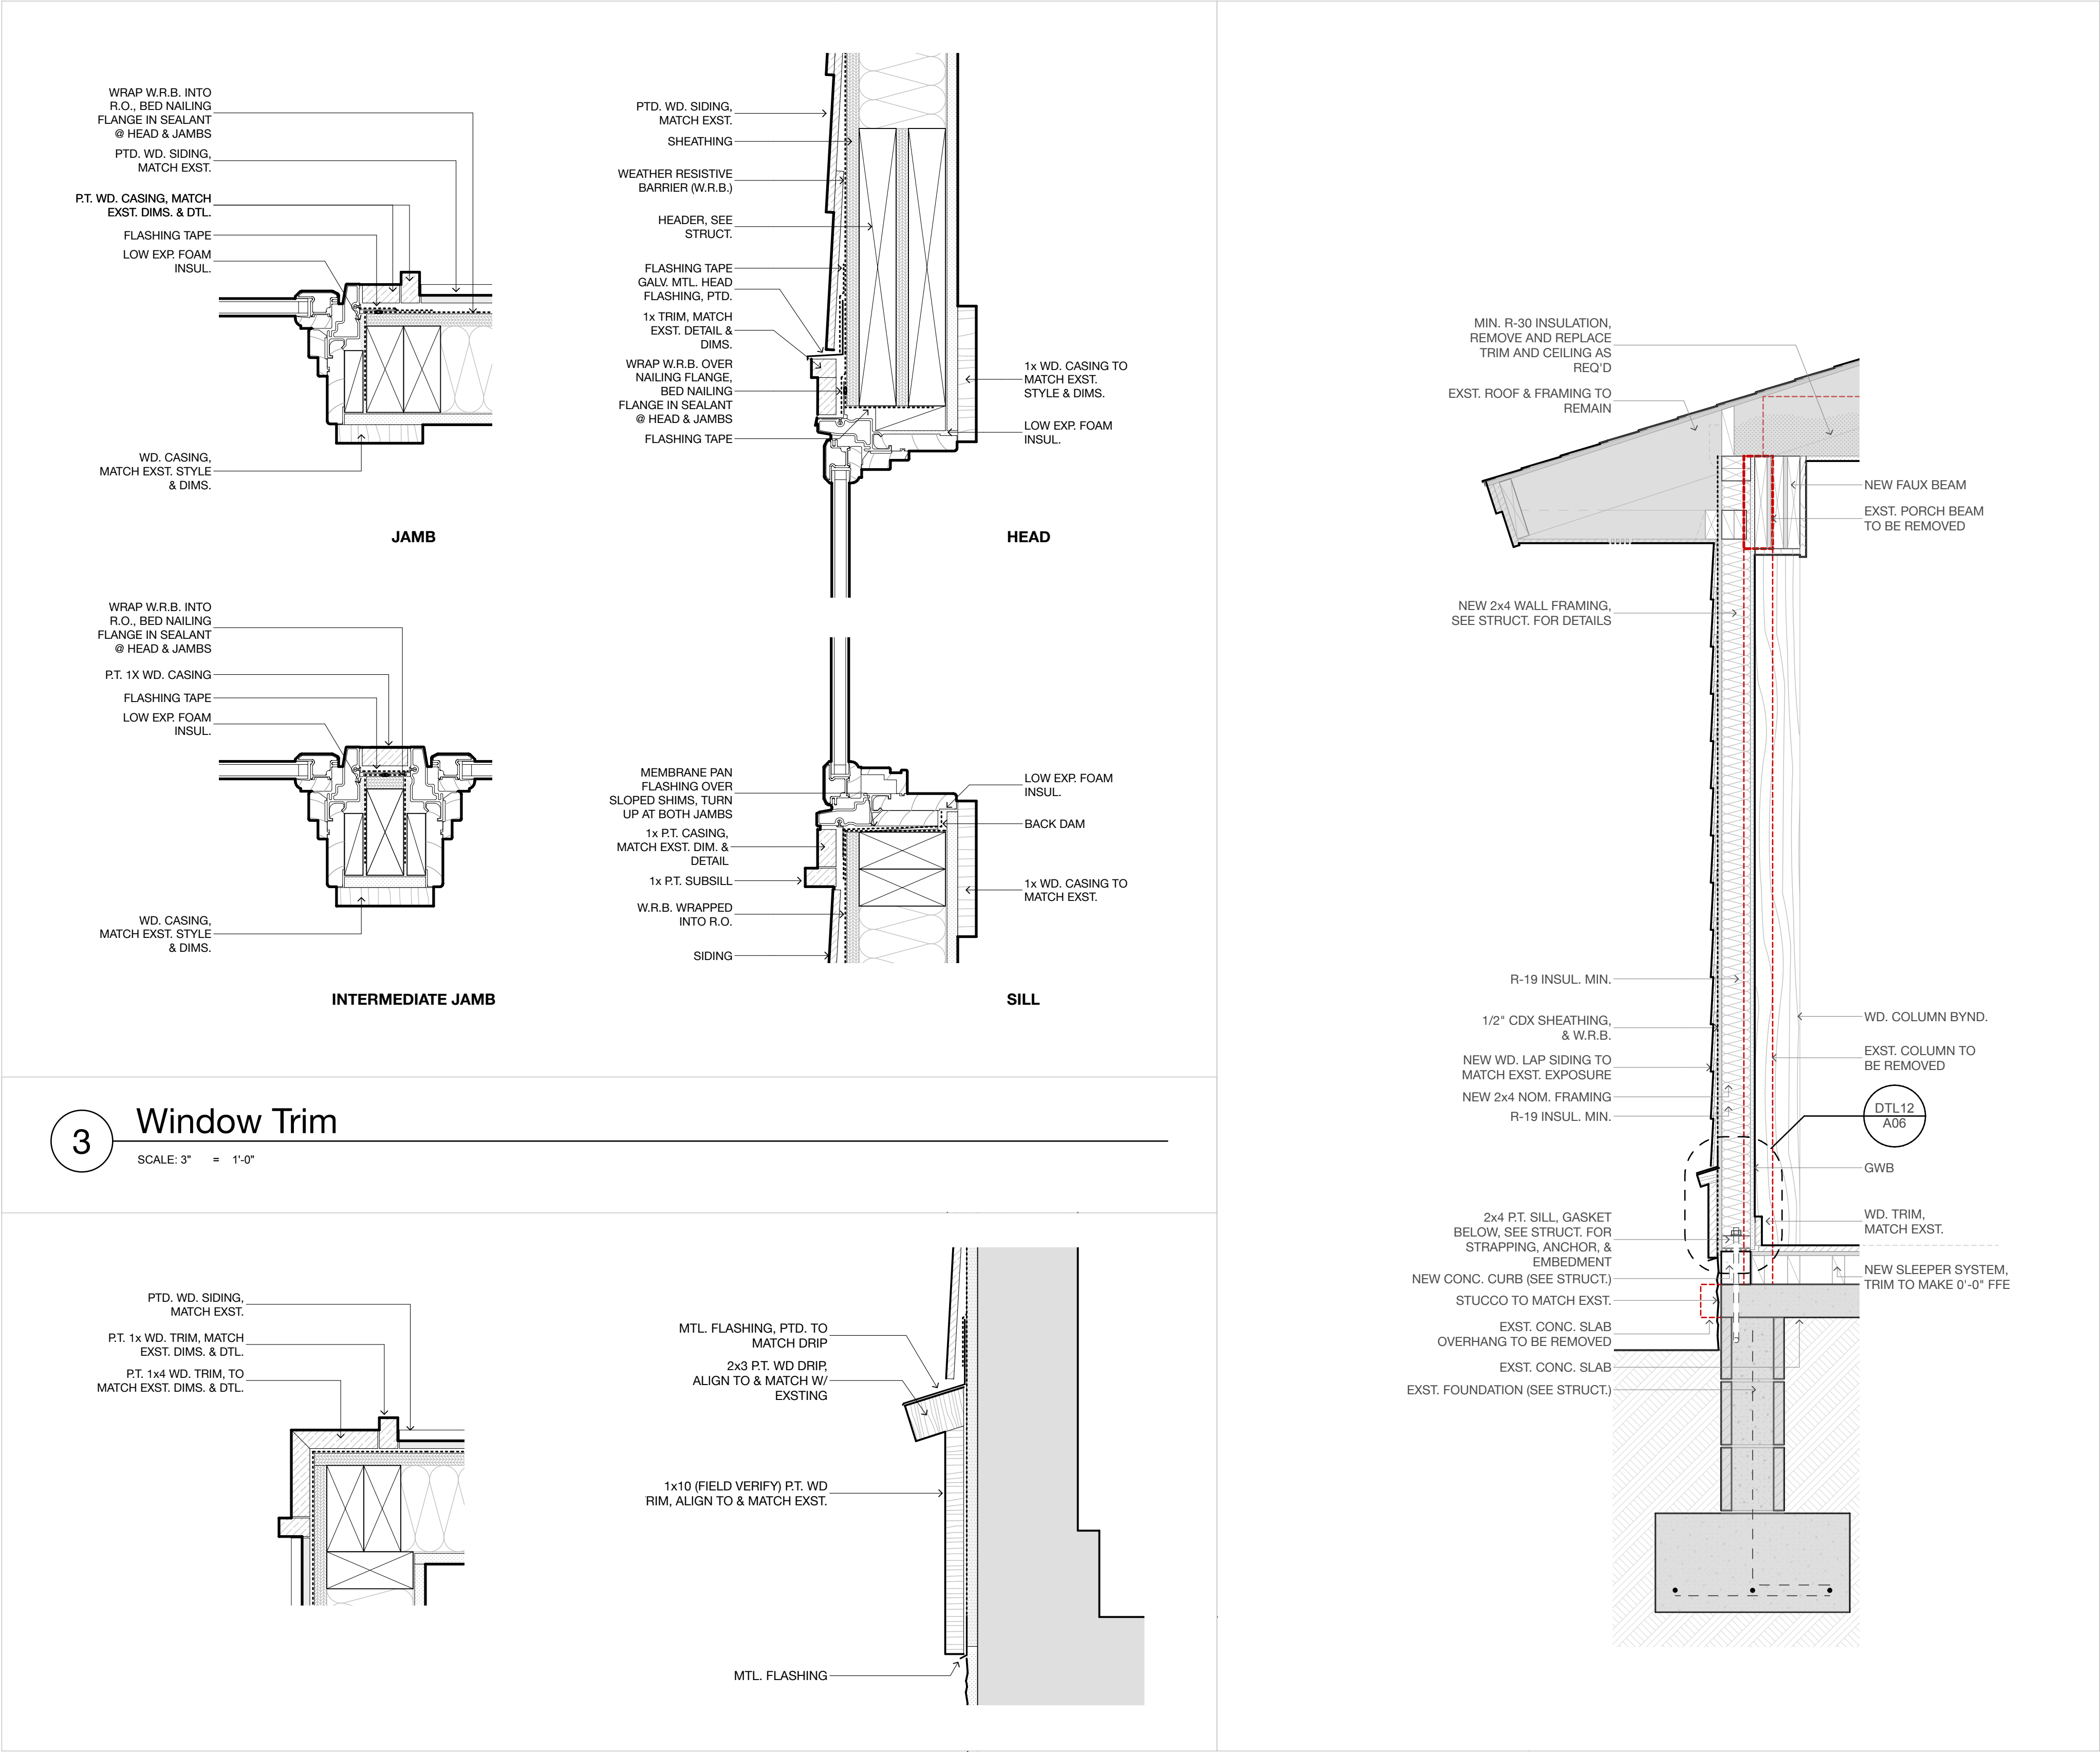 WRAP W.R.B. INTO
R.O., BED NAILING
FLANGE IN SEALANT
@ HEAD & JAMBS
PTD. WD. SIDING,
MATCH EXST.
P.T. WD. CASING, MATCH
EXST. DIMS. & DTL.
FLASHING TAPE
LOW EXP. FOAM
INSUL.
WD. CASING,
MATCH EXST. STYLE
& DIMS.
JAMB
PTD. WD. SIDING,
MATCH EXST.
SHEATHING
WEATHER RESISTIVE
BARRIER (W.R.B.)
HEADER, SEE
STRUCT.
FLASHING TAPE
GALV. MTL. HEAD
FLASHING, PTD.
1x TRIM, MATCH
EXST. DETAIL &
DIMS.
WRAP W.R.B. OVER
NAILING FLANGE,
BED NAILING
FLANGE IN SEALANT
@ HEAD & JAMBS
FLASHING TAPE
1x WD. CASING TO
MATCH EXST.
STYLE & DIMS.
LOW EXP. FOAM
INSUL.
HEAD
WRAP W.R.B. INTO
R.O., BED NAILING
FLANGE IN SEALANT
@ HEAD & JAMBS
P.T. 1X WD. CASING
FLASHING TAPE
LOW EXP. FOAM
INSUL.
WD. CASING,
MATCH EXST. STYLE
& DIMS.
INTERMEDIATE JAMB
MEMBRANE PAN
FLASHING OVER
SLOPED SHIMS, TURN
UP AT BOTH JAMBS
1x P.T. CASING,
MATCH EXST. DIM. &
DETAIL
1x P.T. SUBSILL
W.R.B. WRAPPED
INTO R.O.
SIDING
LOW EXP. FOAM
INSUL.
BACK DAM
1x WD. CASING TO
MATCH EXST.
SILL
3
Window Trim
SCALE: 3" = 1'-0"
PTD. WD. SIDING,
MATCH EXST.
P.T. 1x WD. TRIM, MATCH
EXST. DIMS. & DTL.
P.T. 1x4 WD. TRIM, TO
MATCH EXST. DIMS. & DTL.
MTL. FLASHING, PTD. TO
MATCH DRIP
2x3 P.T. WD DRIP,
ALIGN TO & MATCH W/
EXSTING
1x10 (FIELD VERIFY) P.T. WD
RIM, ALIGN TO & MATCH EXST.
MTL. FLASHING
MIN. R-30 INSULATION,
REMOVE AND REPLACE
TRIM AND CEILING AS
REQ'D
EXST. ROOF & FRAMING TO
REMAIN
NEW FAUX BEAM
EXST. PORCH BEAM
TO BE REMOVED
NEW 2x4 WALL FRAMING,
SEE STRUCT. FOR DETAILS
R-19 INSUL. MIN.
1/2" CDX SHEATHING,
& W.R.B.
NEW WD. LAP SIDING TO
MATCH EXST. EXPOSURE
NEW 2x4 NOM. FRAMING
R-19 INSUL. MIN.
WD. COLUMN BYND.
EXST. COLUMN TO
BE REMOVED
DTL12
A06
GWB
WD. TRIM,
MATCH EXST.
NEW SLEEPER SYSTEM,
TRIM TO MAKE 0'-0" FFE
2x4 P.T. SILL, GASKET
BELOW, SEE STRUCT. FOR
STRAPPING, ANCHOR, &
EMBEDMENT
NEW CONC. CURB (SEE STRUCT.)
STUCCO TO MATCH EXST.
EXST. CONC. SLAB
OVERHANG TO BE REMOVED
EXST. CONC. SLAB
EXST. FOUNDATION (SEE STRUCT.)